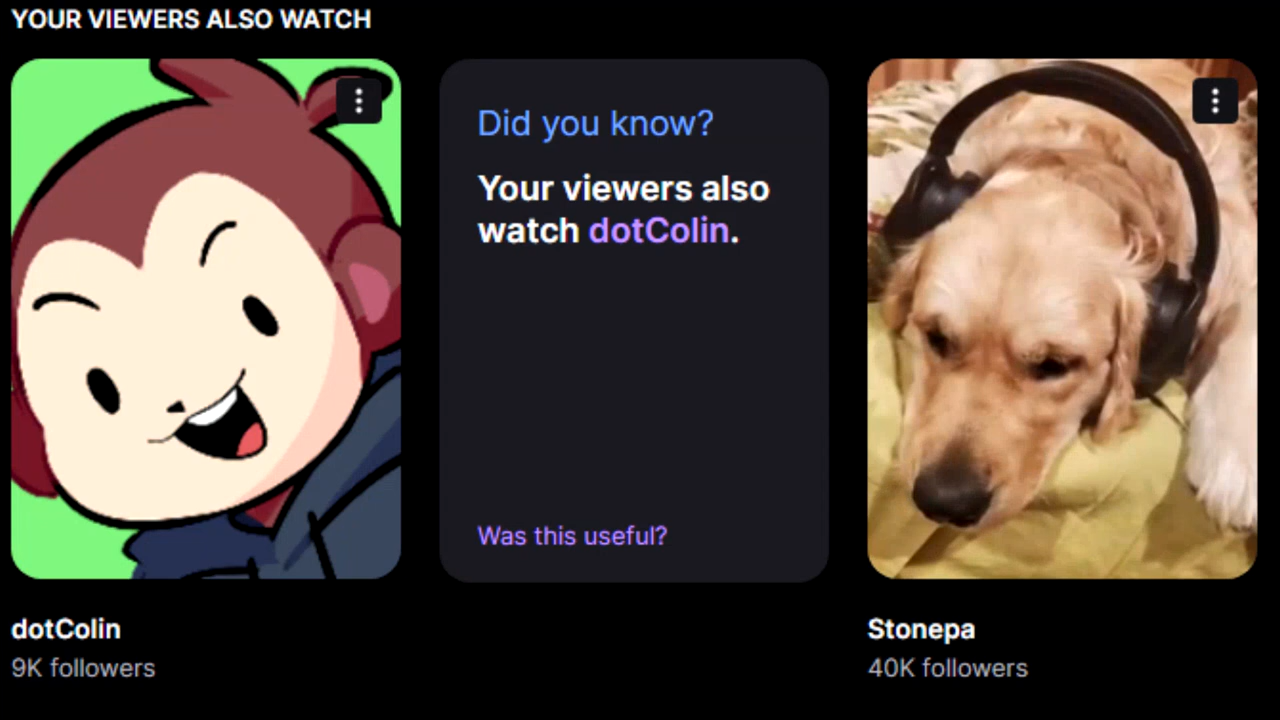 YOUR VIEWERS ALSO WATCH
Did you know?
Your viewers also
watch dotColin.
Was this useful?
dotColin
9K followers
Stonepa
40K followers